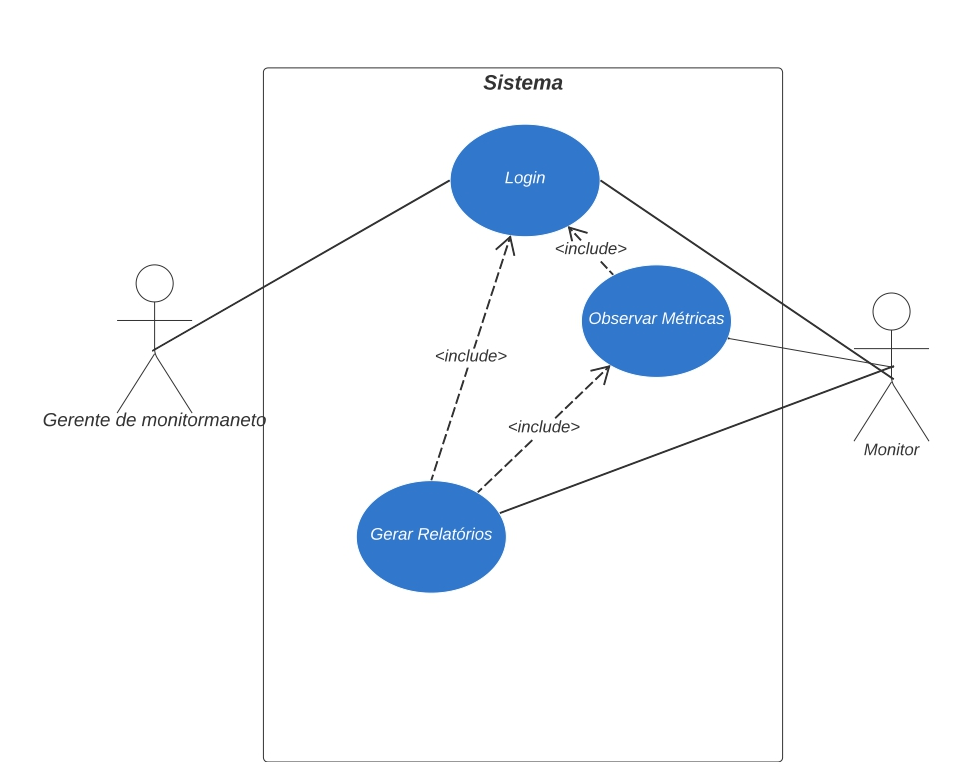 Sistema
Login
<include>
Observar Métricas
<include>
Gerente de monitormaneto
<include>
Monitor
Gerar Relatórios